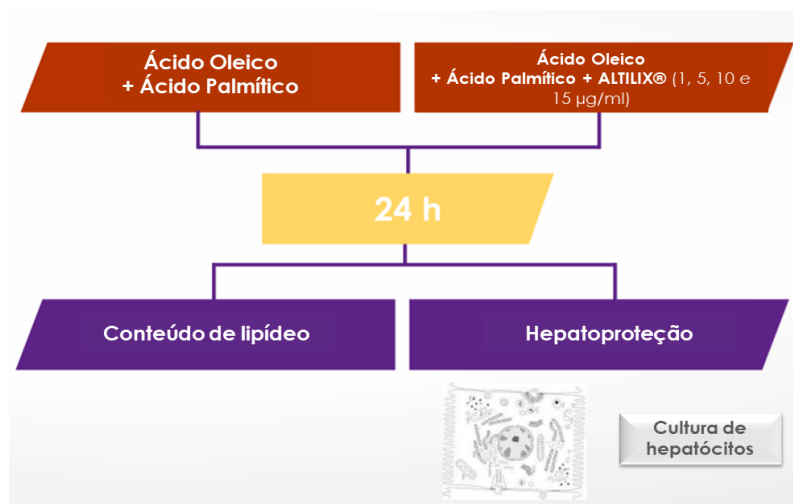 Ácido Oleico
+ Ácido Palmítico
Ácido Oleico
+ Ácido Palmítico + ALTILIX® (1, 5, 10 e
15 µg/ml)
24 h
Conteúdo de lipídeo
Hepatoproteção
Cultura de
hepatócitos